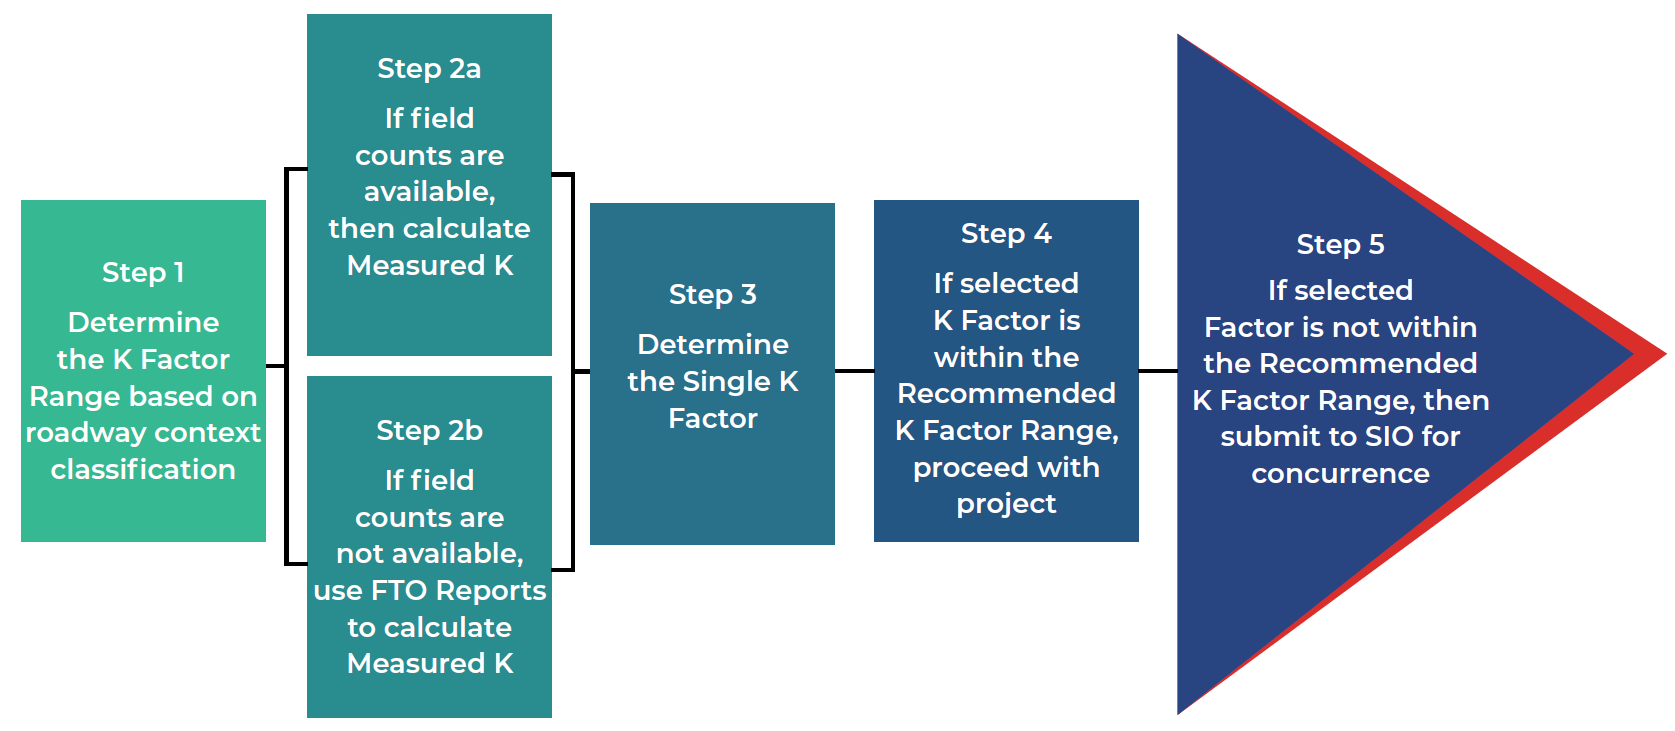 Step 1
Determine
the K Factor
Range based on
roadway context
classification
Step 2a
If field
counts are
available,
then calculate
Measured K
Step 2b
If field
counts are
not available,
use FTO Reports
to calculate
Measured K
Step 3
Determine
the Single K
Factor
Step 4
If selected
K Factor is
within the
Recommended
K Factor Range,
proceed with
project
Step 5
If selected
Factor is not within
the Recommended
K Factor Range, then
submit to SIO for
concurrence